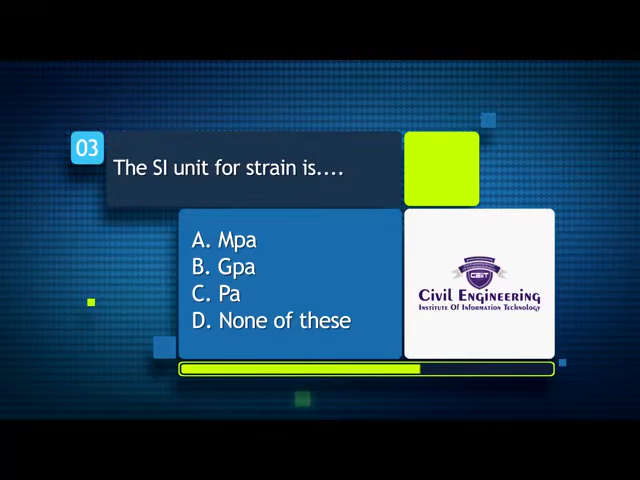 03
The SI unit for strain is....
A. Mpa
B. Gpa
C. Pa
D. None of these
CEIT
Civil Engineering
Institute Of Information Technology